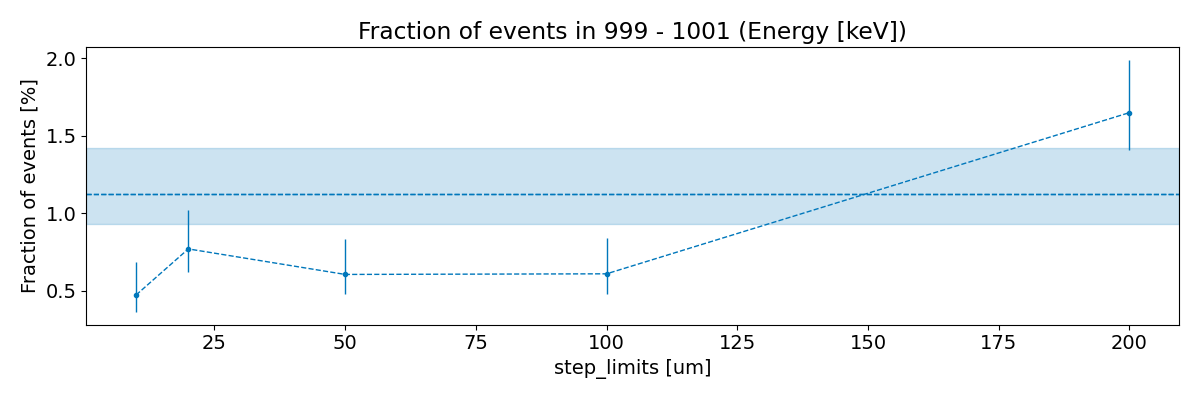 Fraction of events in 999 - 1001 (Energy [keV])
Fraction of events [%]
2.0
1.5
1.0
0.5
25 50 75 100 125 150 175 200
step_limits [um]